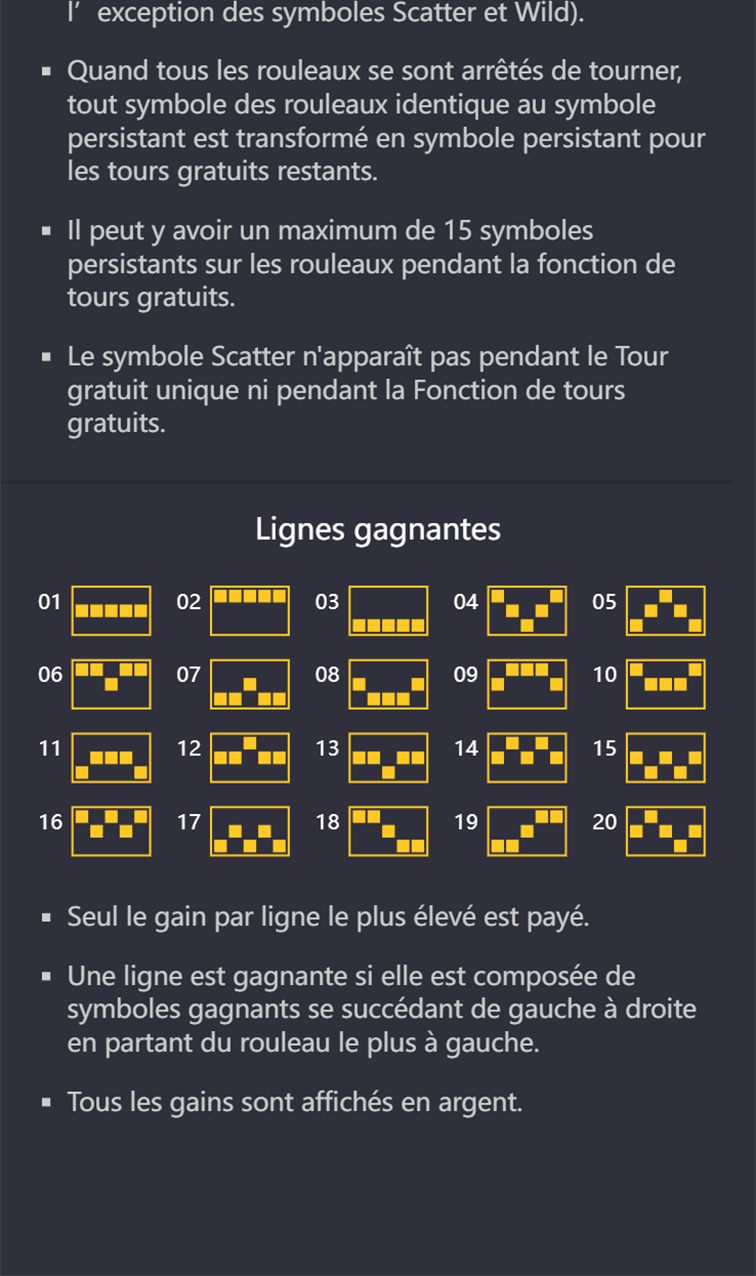 l’ exception des symboles Scatter et Wild).
▪ Quand tous les rouleaux se sont arrêtés de tourner,
tout symbole des rouleaux identique au symbole
persistant est transformé en symbole persistant pour
les tours gratuits restants.
▪ Il peut y avoir un maximum de 15 symboles
persistants sur les rouleaux pendant la fonction de
tours gratuits.
▪ Le symbole Scatter n'apparaît pas pendant le Tour
gratuit unique ni pendant la Fonction de tours
gratuits.
Lignes gagnantes
01 02 03 04 05
06 07 08 09 10
11 12 13 14 15
16 17 18 19 20
▪ Seul le gain par ligne le plus élevé est payé.
▪ Une ligne est gagnante si elle est composée de
symboles gagnants se succédant de gauche à droite
en partant du rouleau le plus à gauche.
▪ Tous les gains sont affichés en argent.